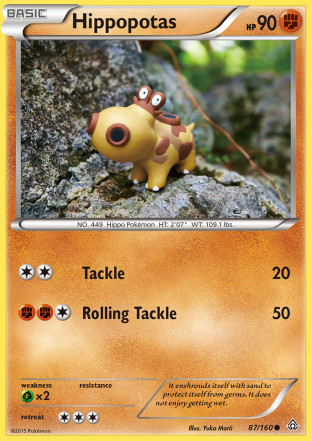 BASIC
Hippopotas
HP 90
NO. 449 Hippo Pokémon. HT: 2'07" WT: 109.1 lbs.
Tackle 20
Rolling Tackle 50
weakness resistance
×2
It enshrouds itself with sand to
protect itself from germs. It does
not enjoy getting wet.
retreat
Illus. Yuka Morii 87/160
©2015 Pokémon